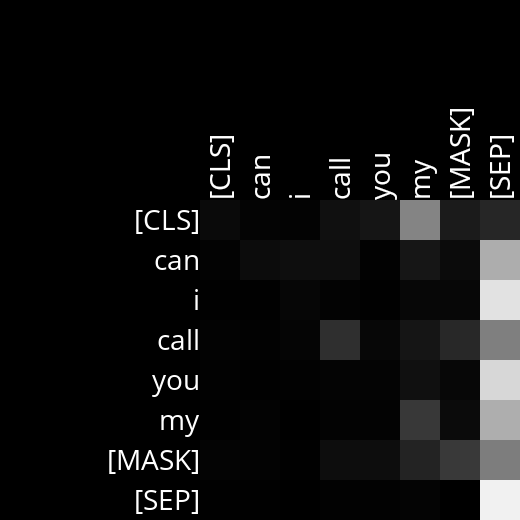 [CLS] can i call you my [MASK] [SEP]
[CLS]
can
i
call
you
my
[MASK]
[SEP]